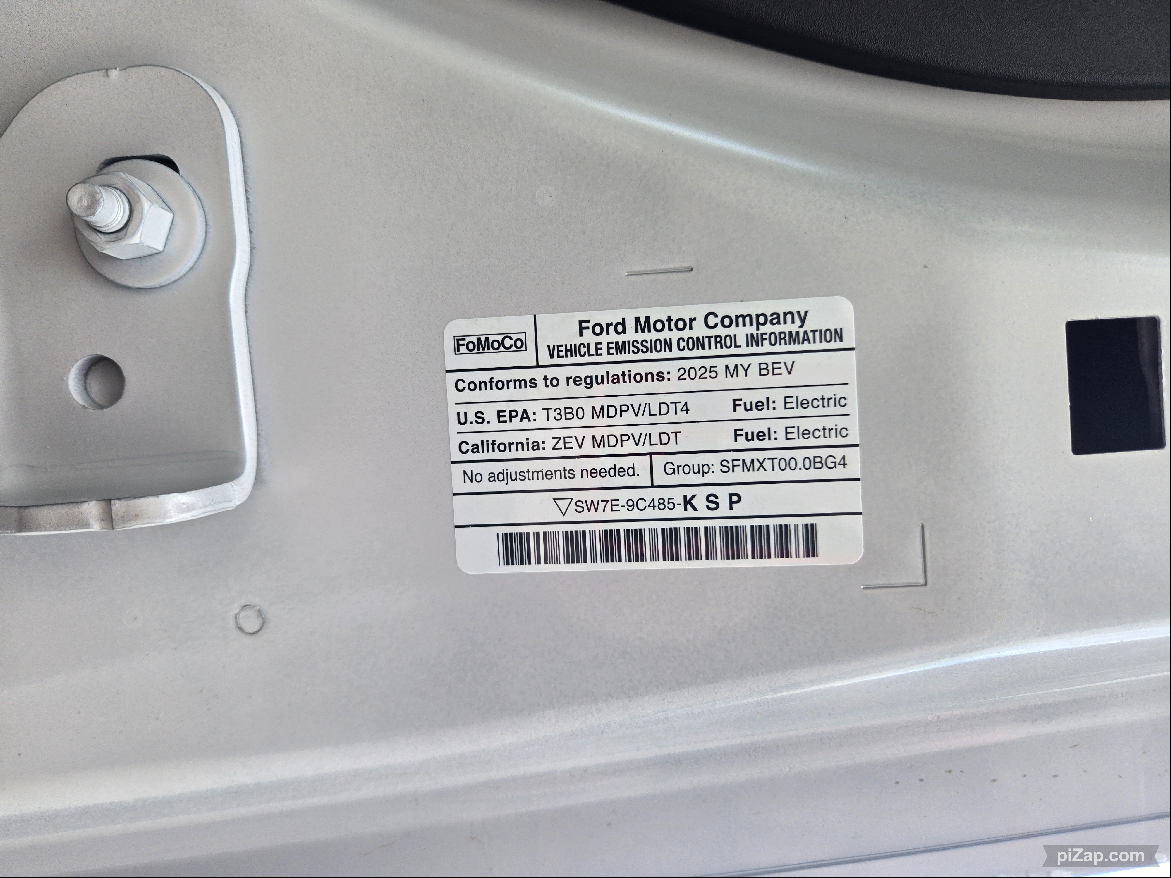 FoMoCo
Ford Motor Company
VEHICLE EMISSION CONTROL INFORMATION
Conforms to regulations: 2025 MY BEV
U.S. EPA: T3B0 MDPV/LDT4 Fuel: Electric
California: ZEV MDPV/LDT Fuel: Electric
No adjustments needed. Group: SFMXT00.0BG4
▽SW7E-9C485-K S P
piZap.com